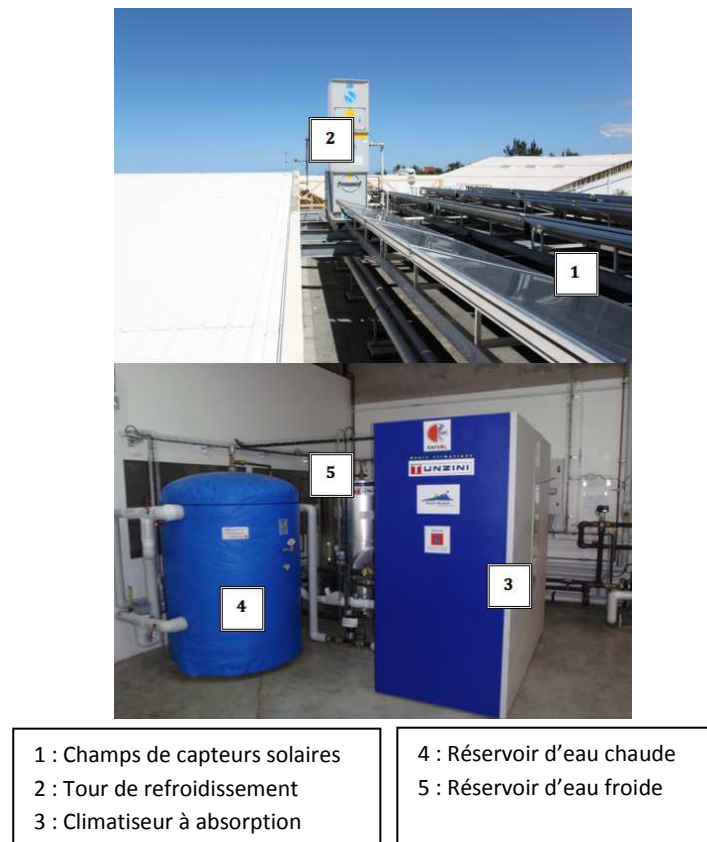 2
1
5
TUNZINI
4
3
1 : Champs de capteurs solaires
2 : Tour de refroidissement
3 : Climatiseur à absorption
4 : Réservoir d'eau chaude
5 : Réservoir d'eau froide